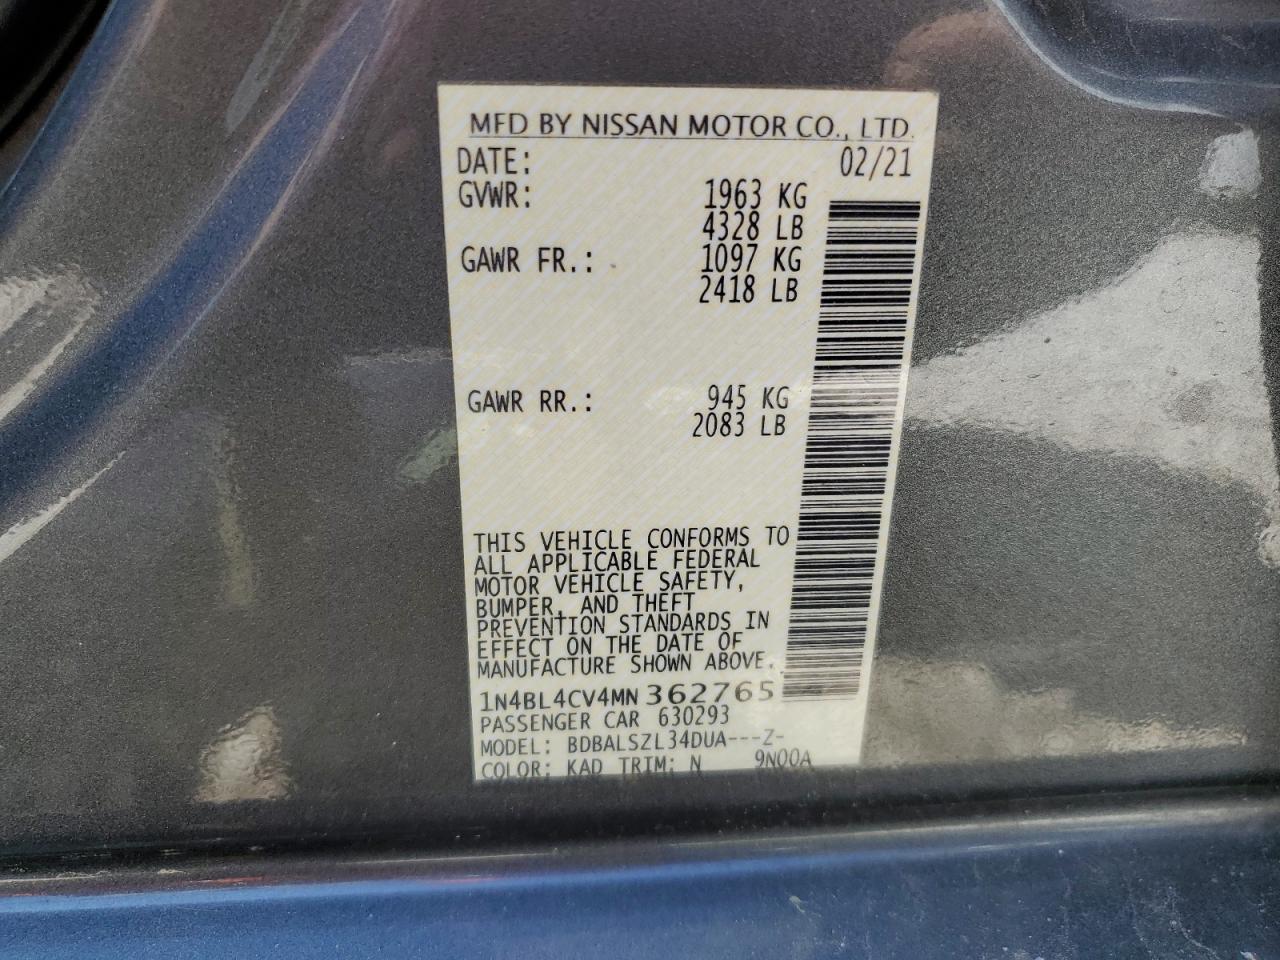 MFD BY NISSAN MOTOR CO., LTD.
DATE: 02/21
GVWR: 1963 KG
4328 LB
GAWR FR.: 1097 KG
2418 LB
GAWR RR.: 945 KG
2083 LB
THIS VEHICLE CONFORMS TO
ALL APPLICABLE FEDERAL
MOTOR VEHICLE SAFETY,
BUMPER, AND THEFT
PREVENTION STANDARDS IN
EFFECT ON THE DATE OF
MANUFACTURE SHOWN ABOVE.
1N4BL4CV4MN362765
PASSENGER CAR 630293
MODEL: BDBALSZL34DUA---Z-
COLOR: KAD TRIM: N 9N00A